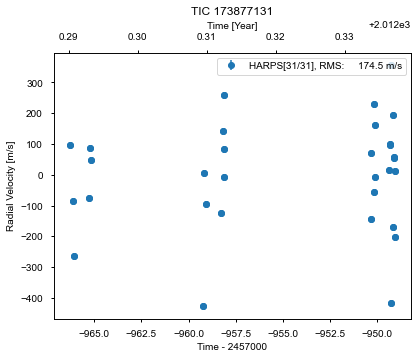 TIC 173877131
Time [Year]
+2.012e3
0.29 0.30 0.31 0.32 0.33
HARPS[31/31], RMS: 174.5 m/s
300
200
100
0
−100
−200
−300
−400
Radial Velocity [m/s]
−965.0 −962.5 −960.0 −957.5 −955.0 −952.5 −950.0
Time - 2457000